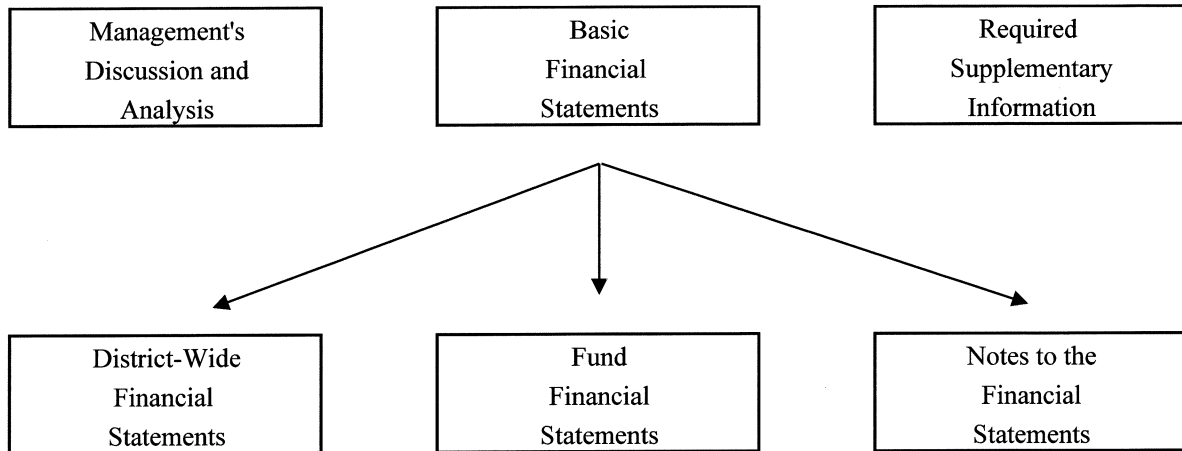 Management's
Discussion and
Analysis
Basic
Financial
Statements
Required
Supplementary
Information
District-Wide
Financial
Statements
Fund
Financial
Statements
Notes to the
Financial
Statements